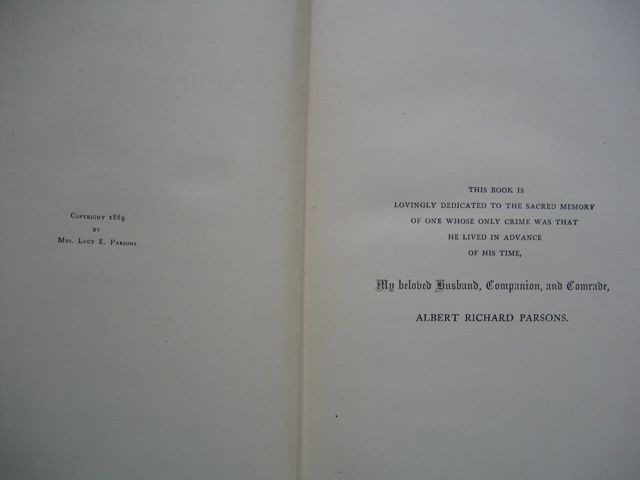 Copyright 1889
by
Mrs. Lucy E. Parsons
THIS BOOK IS
LOVINGLY DEDICATED TO THE SACRED MEMORY
OF ONE WHOSE ONLY CRIME WAS THAT
HE LIVED IN ADVANCE
OF HIS TIME,
My beloved Husband, Companion, and Comrade,
ALBERT RICHARD PARSONS.